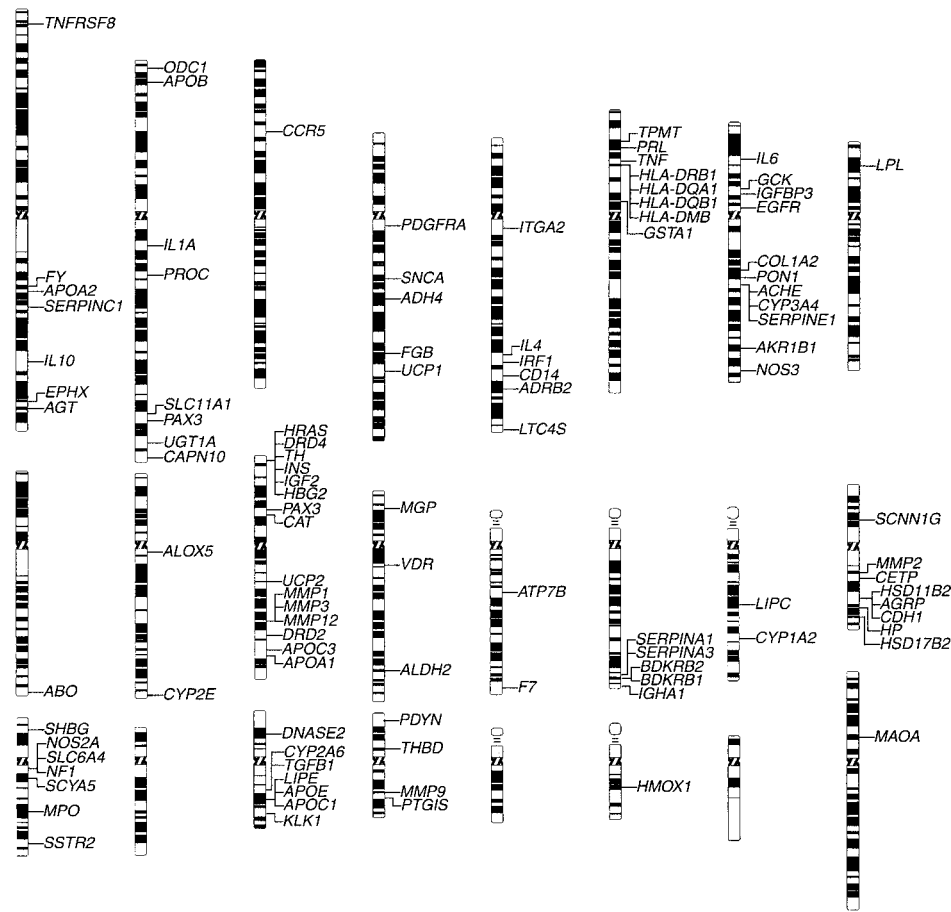 TNFRSF8
FY
APOA2
SERPINC1
IL10
EPHX
AGT
ODC1
APOB
IL1A
PROC
SLC11A1
PAX3
UGT1A
CAPN10
CCR5
PDGFRA
SNCA
ADH4
FGB
UCP1
ITGA2
IL4
IRF1
CD14
ADRB2
LTC4S
TPMT
PRL
TNF
HLA-DRB1
HLA-DQA1
HLA-DQB1
HLA-DMB
GSTA1
IL6
GCK
IGFBP3
EGFR
COL1A2
PON1
ACHE
CYP3A4
SERPINE1
AKR1B1
NOS3
LPL
ABO
ALOX5
CYP2E
HRAS
DRD4
TH
INS
IGF2
HBG2
PAX3
CAT
UCP2
MMP1
MMP3
MMP12
DRD2
APOC3
APOA1
MGP
VDR
ALDH2
ATP7B
F7
SERPINA1
SERPINA3
BDKRB2
BDKRB1
IGHA1
LIPC
CYP1A2
SCNN1G
MMP2
CETP
HSD11B2
AGRP
CDH1
HP
HSD17B2
SHBG
NOS2A
SLC6A4
NF1
SCYA5
MPO
SSTR2
DNASE2
CYP2A6
TGFB1
LIPE
APOE
APOC1
KLK1
PDYN
THBD
MMP9
PTGIS
HMOX1
MAOA